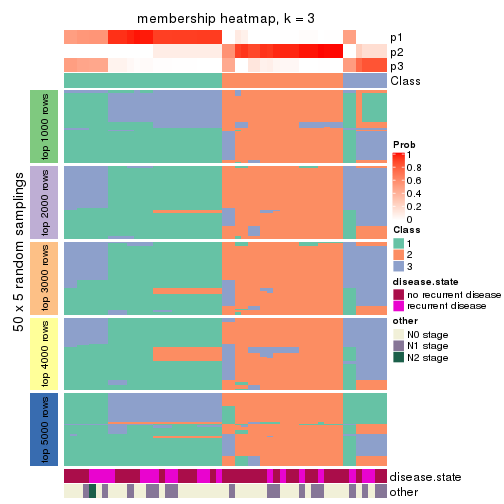 membership heatmap, k = 3
p1
p2
p3
Class
50 x 5 random samplings
top 1000 rows
top 2000 rows
top 3000 rows
top 4000 rows
top 5000 rows
Prob
1
0.8
0.6
0.4
0.2
0
Class
1
2
3
disease.state
no recurrent disease
recurrent disease
other
N0 stage
N1 stage
N2 stage
disease.state
other